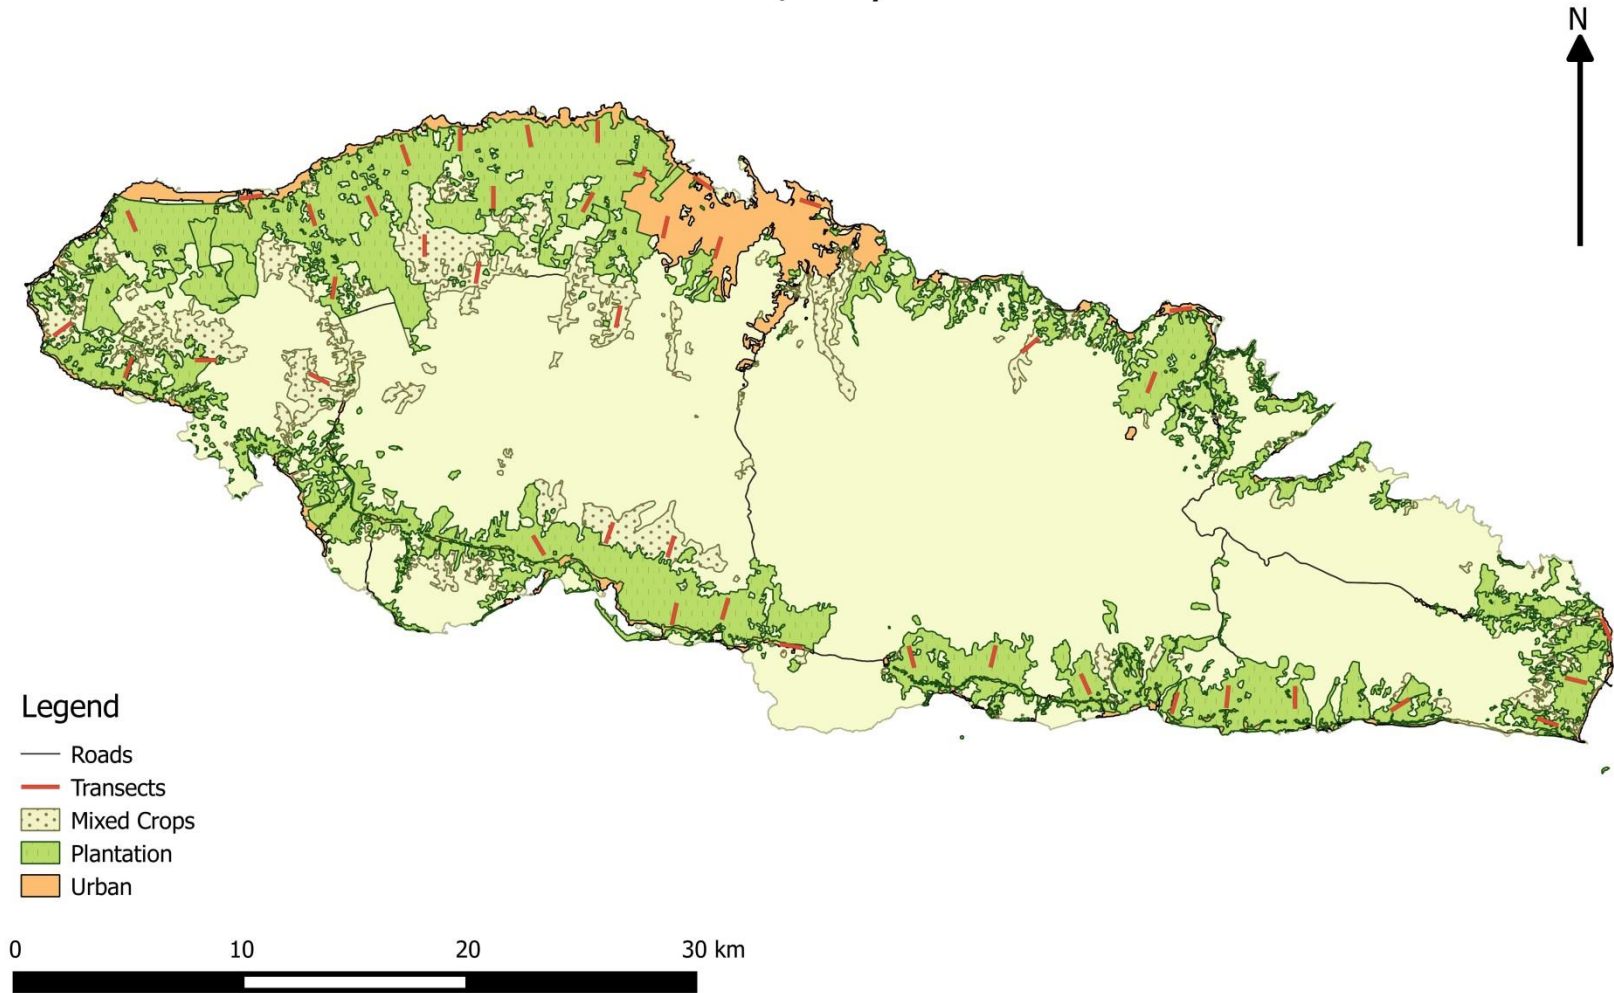 N
Legend
Roads
Transects
Mixed Crops
Plantation
Urban
0 10 20 30 km